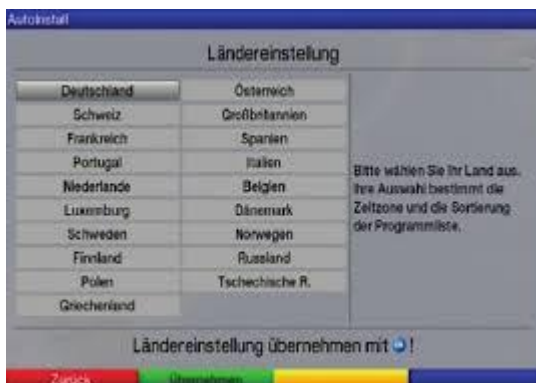 AutoInstall
Ländereinstellung
Deutschland Österreich
Schweiz Großbritannien
Frankreich Spanien
Portugal Italien
Niederlande Belgien
Luxemburg Dänemark
Schweden Norwegen
Finnland Russland
Polen Tschechische R.
Griechenland
Bitte wählen Sie Ihr Land aus.
Ihre Auswahl bestimmt die
Zeitzone und die Sortierung
der Programmliste.
Ländereinstellung übernehmen mit !
Zurück Übernehmen